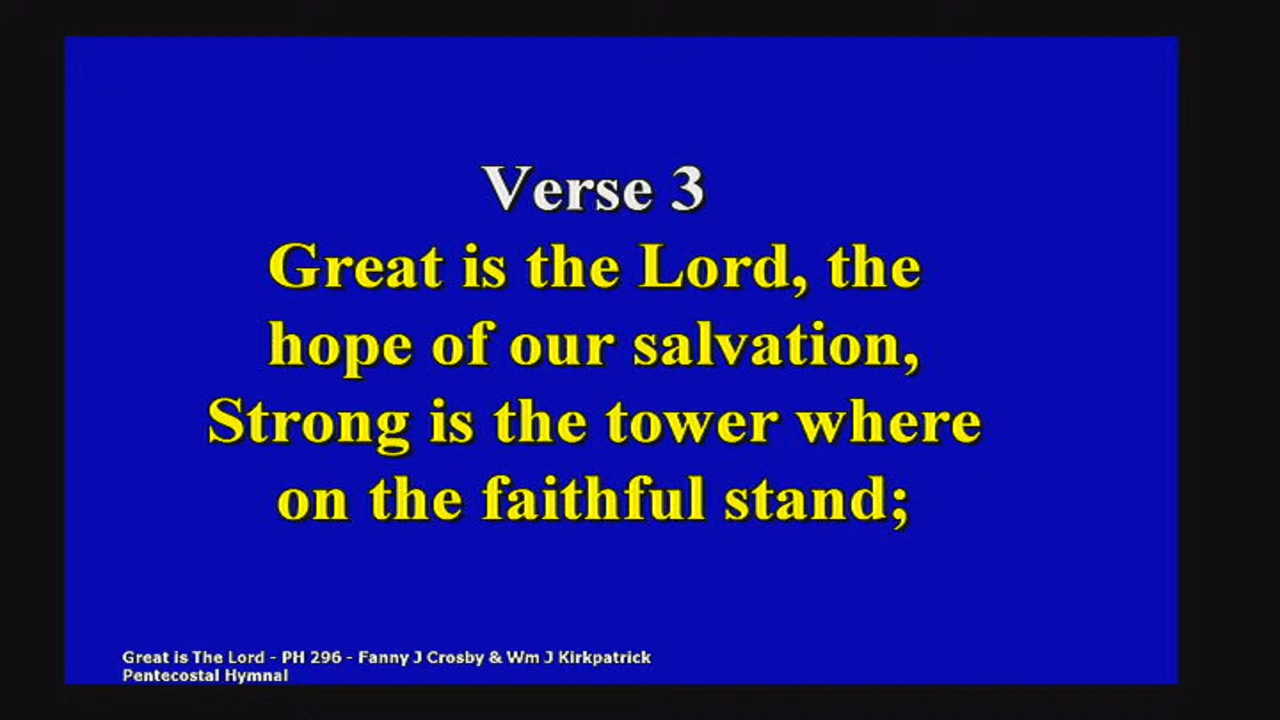 Verse 3
Great is the Lord, the
hope of our salvation,
Strong is the tower where
on the faithful stand;
Great is The Lord - PH 296 - Fanny J Crosby & Wm J Kirkpatrick
Pentecostal Hymnal